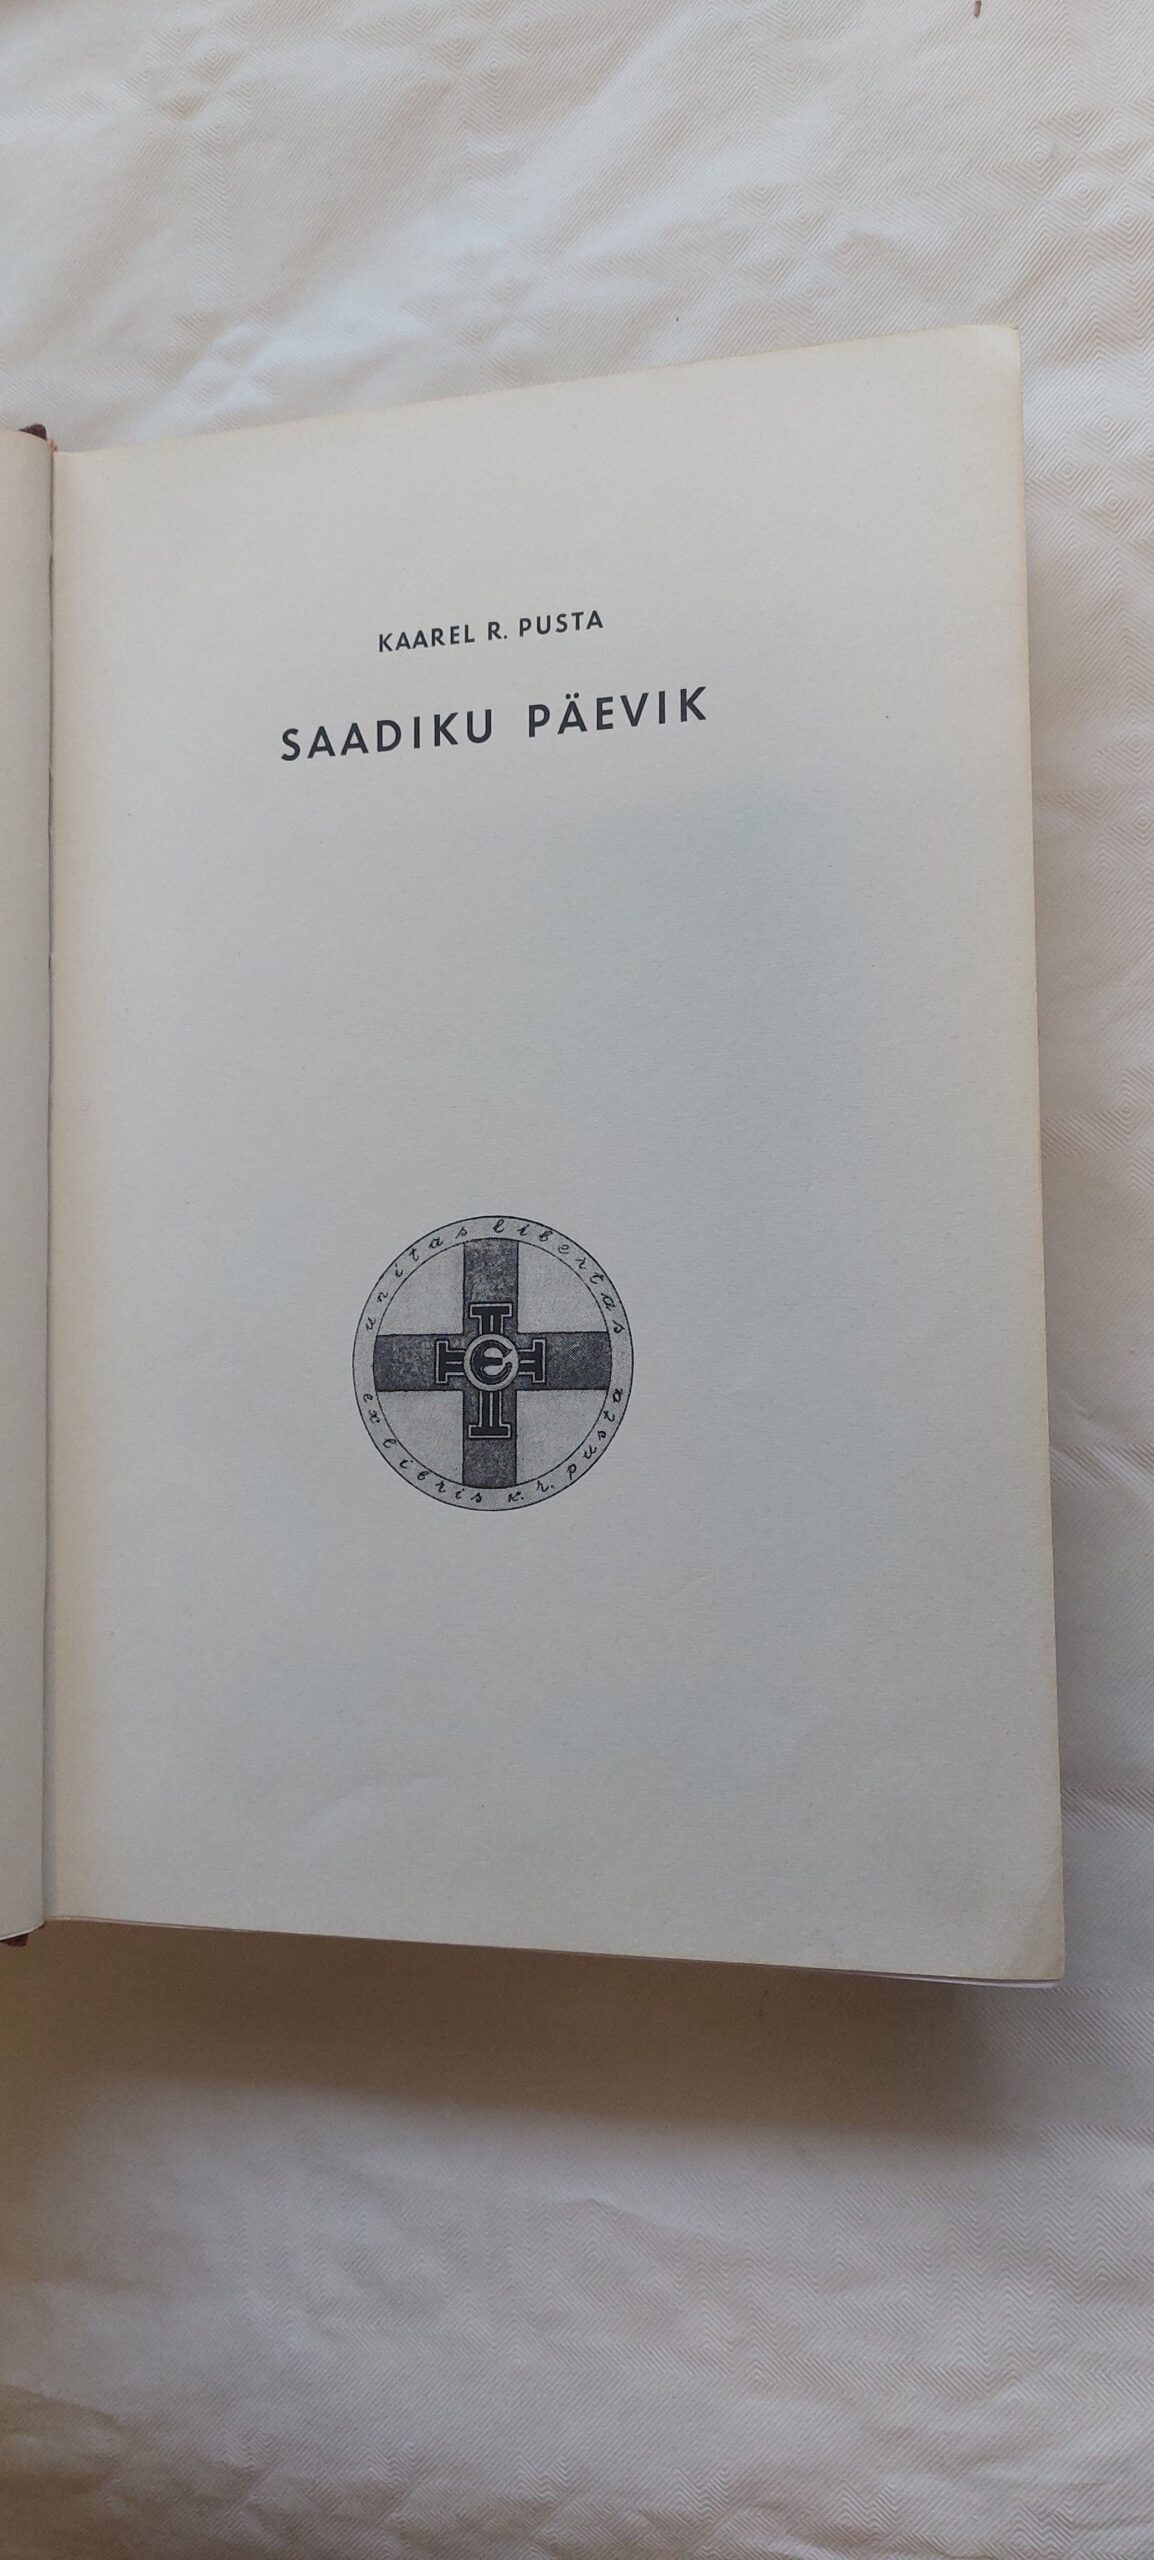 KAAREL R. PUSTA
SAADIKU PÄEVIK
unitas libertas
E
ex libris k. r. pusta